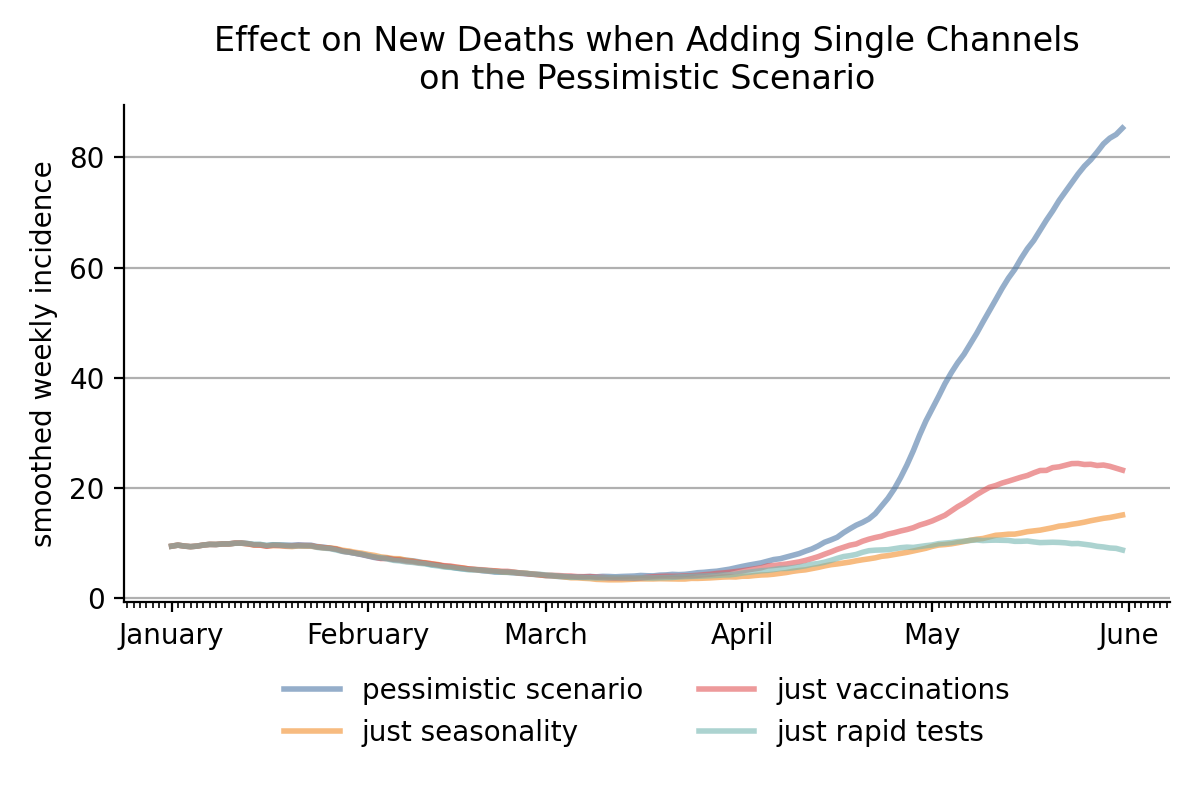 Effect on New Deaths when Adding Single Channels
on the Pessimistic Scenario
smoothed weekly incidence
80
60
40
20
0
January February March April May June
pessimistic scenario just vaccinations
just seasonality just rapid tests